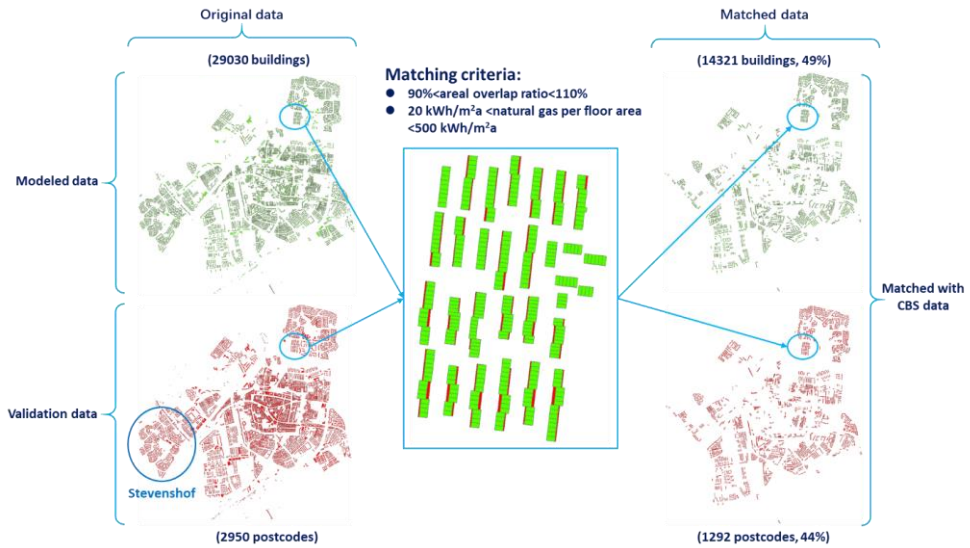 Original data
Matched data
(29030 buildings)
(14321 buildings, 49%)
Matching criteria:
● 90%<areal overlap ratio<110%
● 20 kWh/m²a <natural gas per floor area
<500 kWh/m²a
Modeled data
Matched with
CBS data
Validation data
Stevenshof
(2950 postcodes)
(1292 postcodes, 44%)